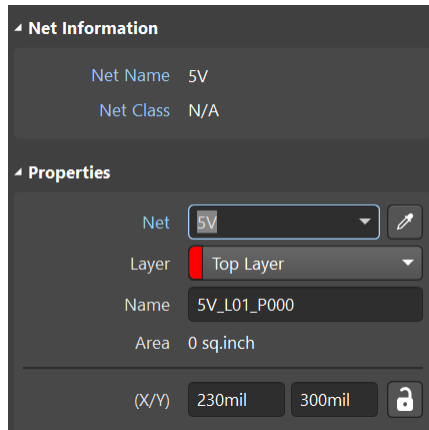 Net Information
Net Name 5V
Net Class N/A
Properties
Net 5V
Layer Top Layer
Name 5V_L01_P000
Area 0 sq.inch
(X/Y) 230mil 300mil